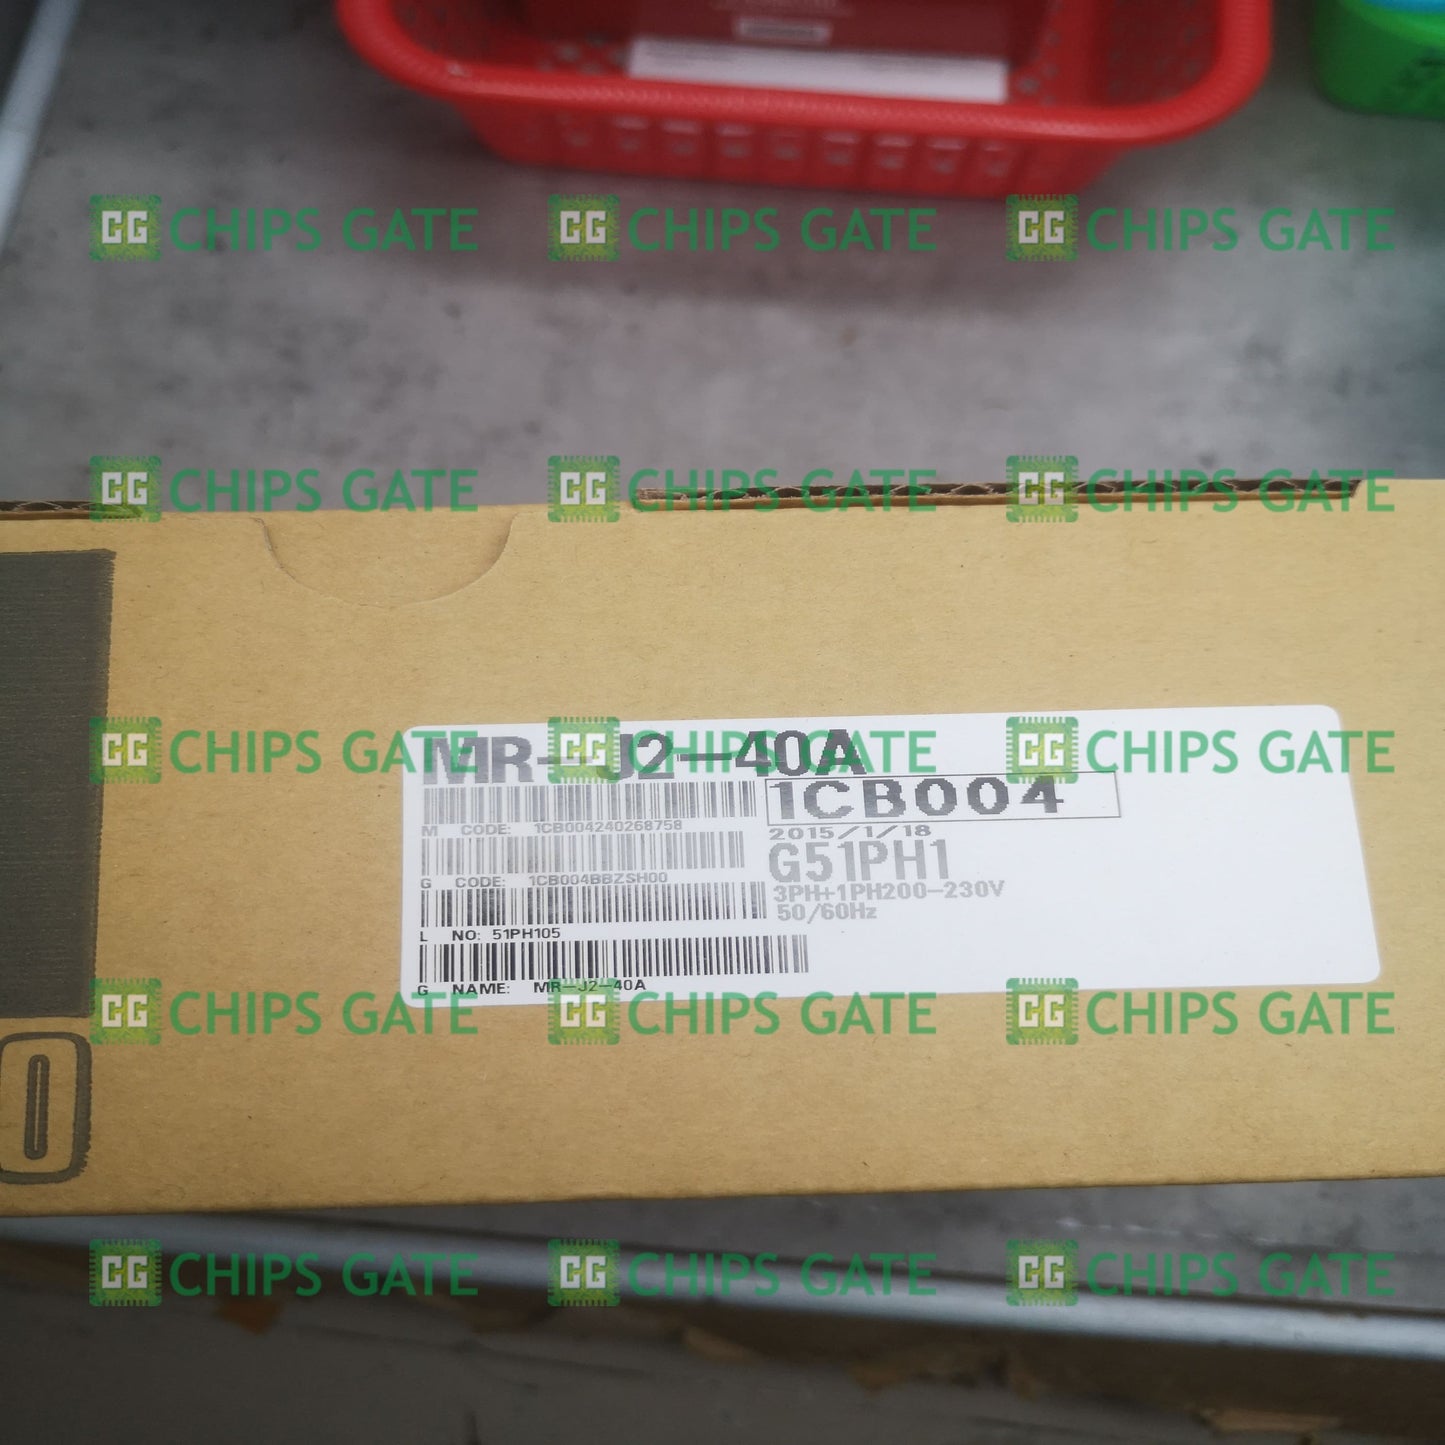 CG CHIPS GATE CG CHIPS GATE CG CHIPS GATE
CG CHIPS GATE CG CHIPS GATE CG CHIPS GATE
CG CHIPS GATE CG CHIPS GATE CG CHIPS GATE
MR-J2-40A
1CB004
M CODE: 1CB004240268758
2015/1/18
G51PH1
G CODE: 1CB004BBZSH00
3PH+1PH200-230V
50/60Hz
L NO: 51PH105
G NAME: MR-J2-40A
CG CHIPS GATE CG CHIPS GATE CG CHIPS GATE
0
CG CHIPS GATE CG CHIPS GATE CG CHIPS GATE